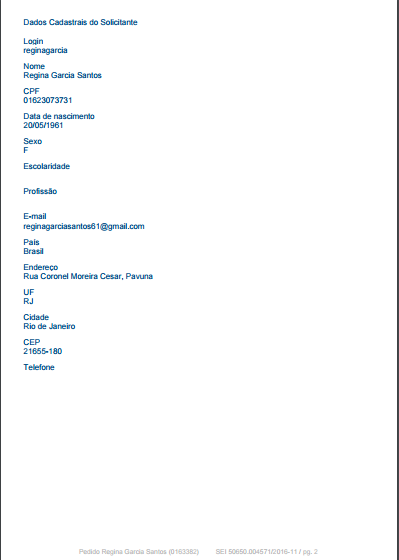 Dados Cadastrais do Solicitante
Login
reginagarcia
Nome
Regina Garcia Santos
CPF
01623073731
Data de nascimento
20/05/1961
Sexo
F
Escolaridade
Profissão
E-mail
reginagarciasantos61@gmail.com
País
Brasil
Endereço
Rua Coronel Moreira Cesar, Pavuna
UF
RJ
Cidade
Rio de Janeiro
CEP
21655-180
Telefone
Pedido Regina Garcia Santos (0163382) SEI 50650.004571/2016-11 / pg. 2